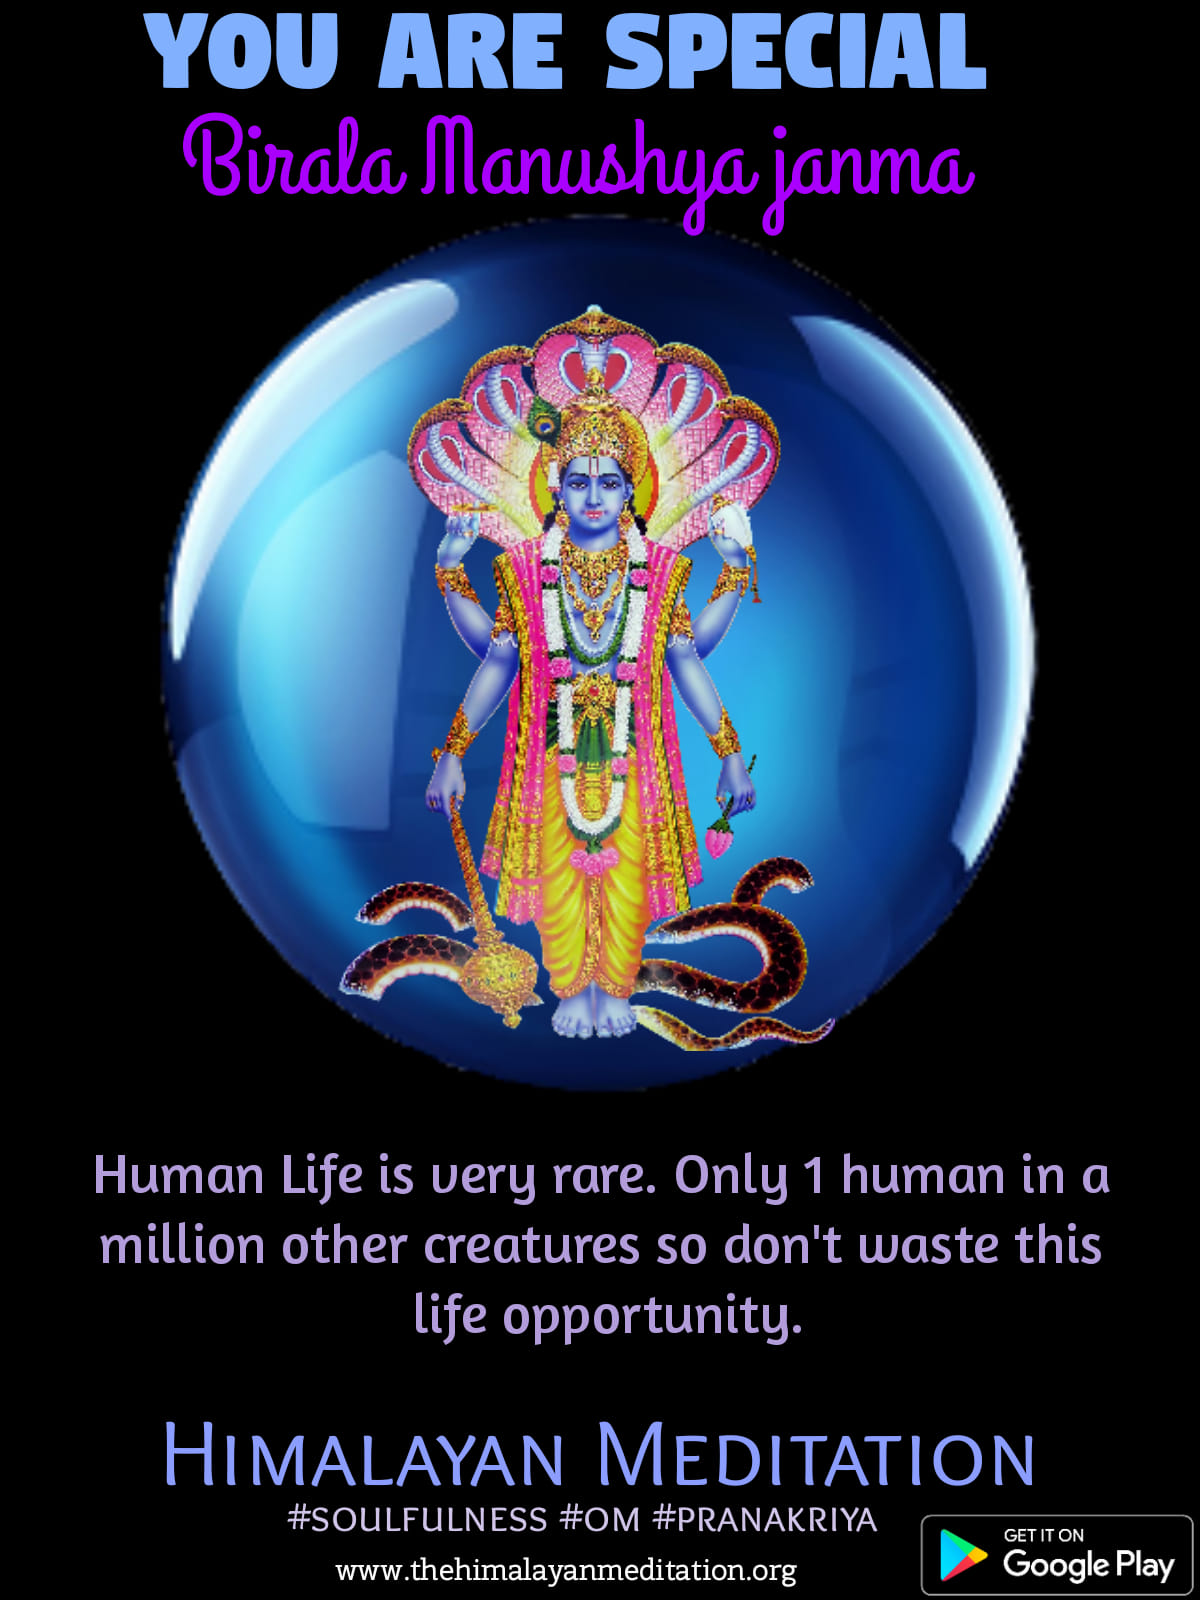 YOU ARE SPECIAL
Birala Manushya janma
Human Life is very rare. Only 1 human in a
million other creatures so don't waste this
life opportunity.
Himalayan Meditation
#SOULFULNESS #OM #PRANAKRIYA
www.thehimalayanmeditation.org
GET IT ON
Google Play